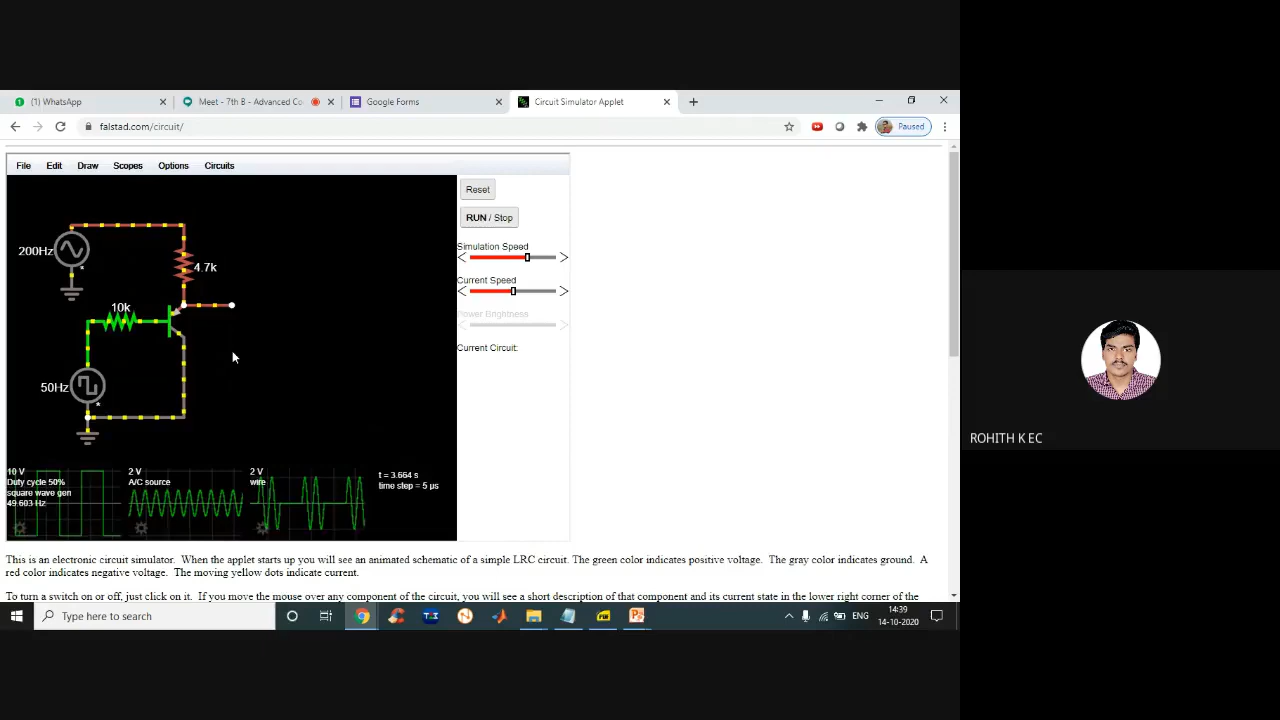 (1) WhatsApp
Meet - 7th B - Advanced Co
Google Forms
Circuit Simulator Applet
falstad.com/circuit/
Paused
File Edit Draw Scopes Options Circuits
Reset
RUN / Stop
Simulation Speed
Current Speed
Power Brightness
Current Circuit:
200Hz
4.7k
10k
50Hz
10 V
Duty cycle 50%
square wave gen
49.603 Hz
2 V
A/C source
2 V
wire
t = 3.664 s
time step = 5 μs
This is an electronic circuit simulator. When the applet starts up you will see an animated schematic of a simple LRC circuit. The green color indicates positive voltage. The gray color indicates ground. A
red color indicates negative voltage. The moving yellow dots indicate current.
To turn a switch on or off, just click on it. If you move the mouse over any component of the circuit, you will see a short description of that component and its current state in the lower right corner of the
Type here to search
ENG
14:39
14-10-2020
ROHITH K EC